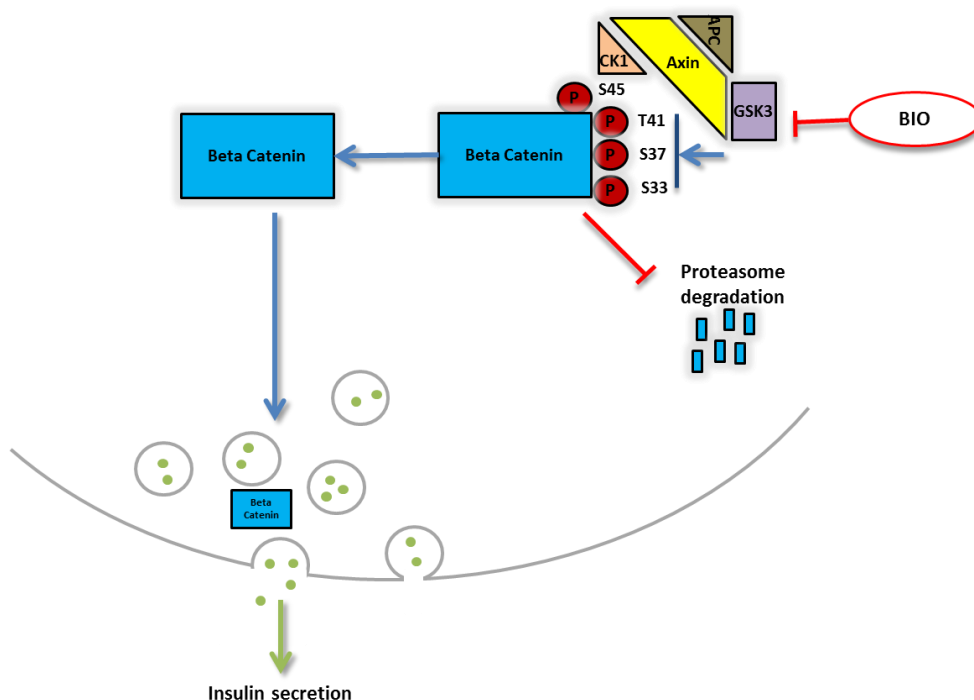 APC
CK1
Axin
GSK3
BIO
S45
P
P
T41
Beta Catenin
Beta Catenin
P
S37
P
S33
Proteasome
degradation
Beta
Catenin
Insulin secretion